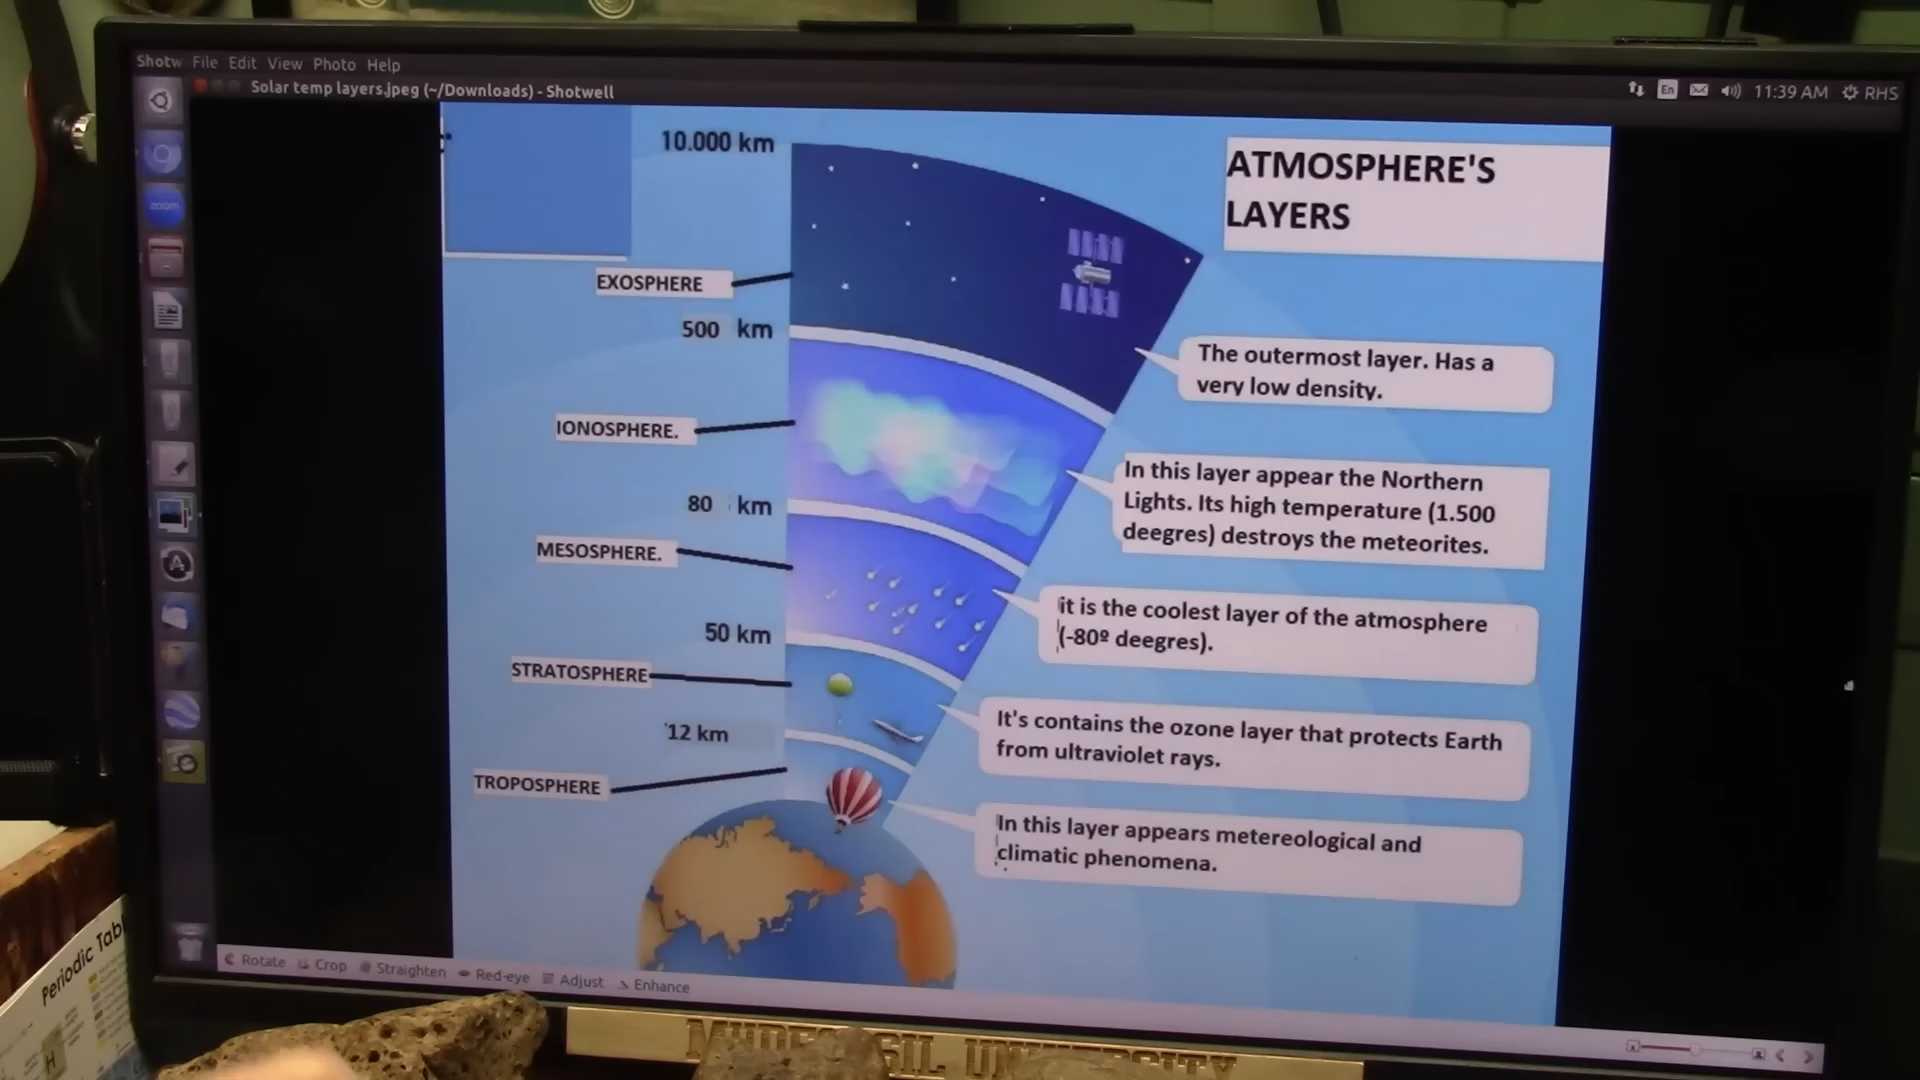 Shotw File Edit View Photo Help
Solar temp layers.jpeg (~/Downloads) - Shotwell
En 11:39 AM RHS
zoom
ATMOSPHERE'S
LAYERS
10.000 km
EXOSPHERE
500 km
The outermost layer. Has a
very low density.
IONOSPHERE.
In this layer appear the Northern
Lights. Its high temperature (1.500
deegres) destroys the meteorites.
80 km
MESOSPHERE.
it is the coolest layer of the atmosphere
(-80º deegres).
50 km
STRATOSPHERE
It's contains the ozone layer that protects Earth
from ultraviolet rays.
12 km
TROPOSPHERE
In this layer appears metereological and
climatic phenomena.
Rotate Crop Straighten Red-eye Adjust Enhance
Periodic Tab
H